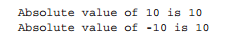 Absolute value of 10 is 10
Absolute value of -10 is 10